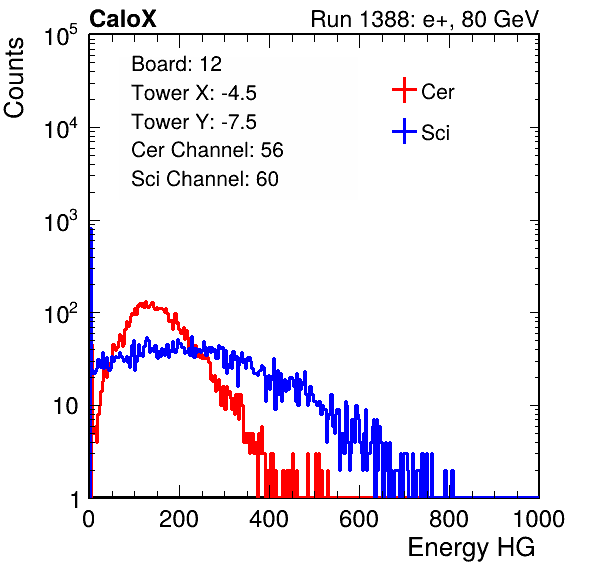 CaloX Run 1388: e+, 80 GeV
Counts
Board: 12
Tower X: -4.5
Tower Y: -7.5
Cer Channel: 56
Sci Channel: 60
Cer
Sci
10^5
10^4
10^3
10^2
10
1
0 200 400 600 800 1000
Energy HG